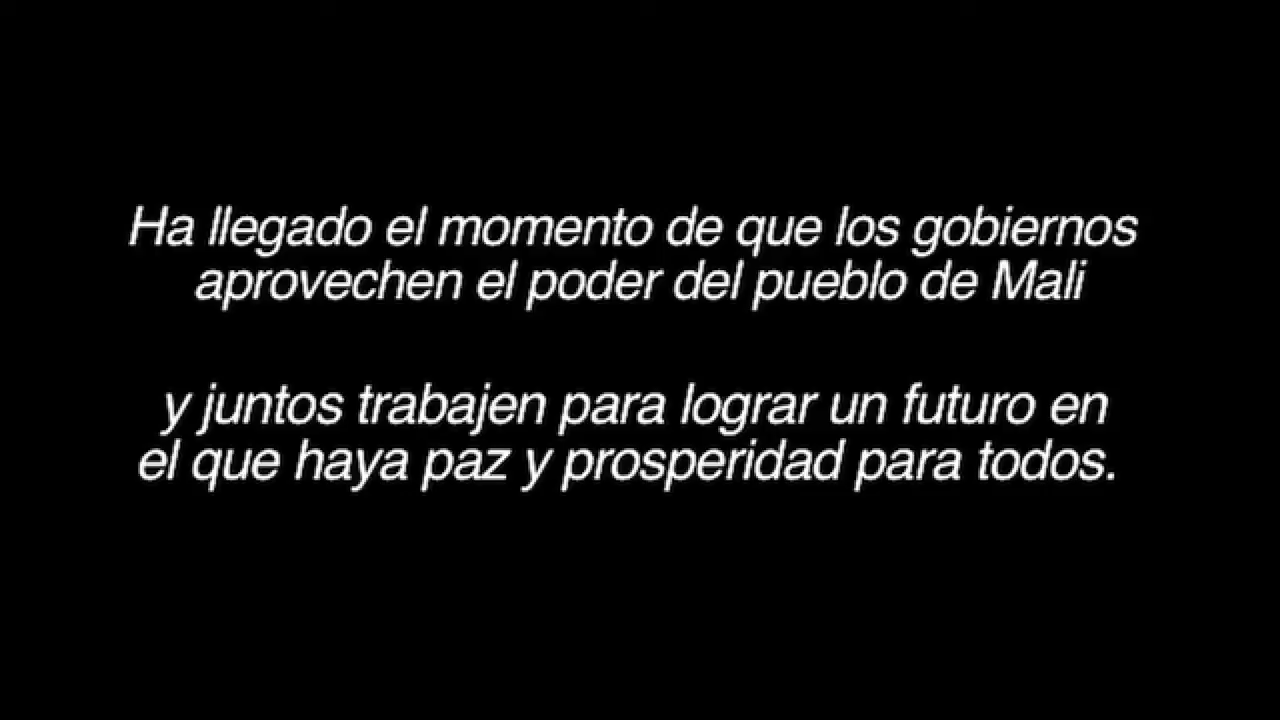 Ha llegado el momento de que los gobiernos
aprovechen el poder del pueblo de Mali
y juntos trabajen para lograr un futuro en
el que haya paz y prosperidad para todos.